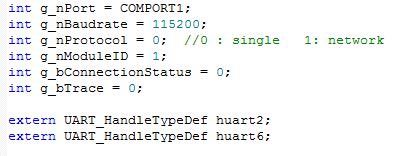 int g_nPort = COMPORT1;
int g_nBaudrate = 115200;
int g_nProtocol = 0;  //0 : single   1: network
int g_nModuleID = 1;
int g_bConnectionStatus = 0;
int g_bTrace = 0;
extern UART_HandleTypeDef huart2;
extern UART_HandleTypeDef huart6;